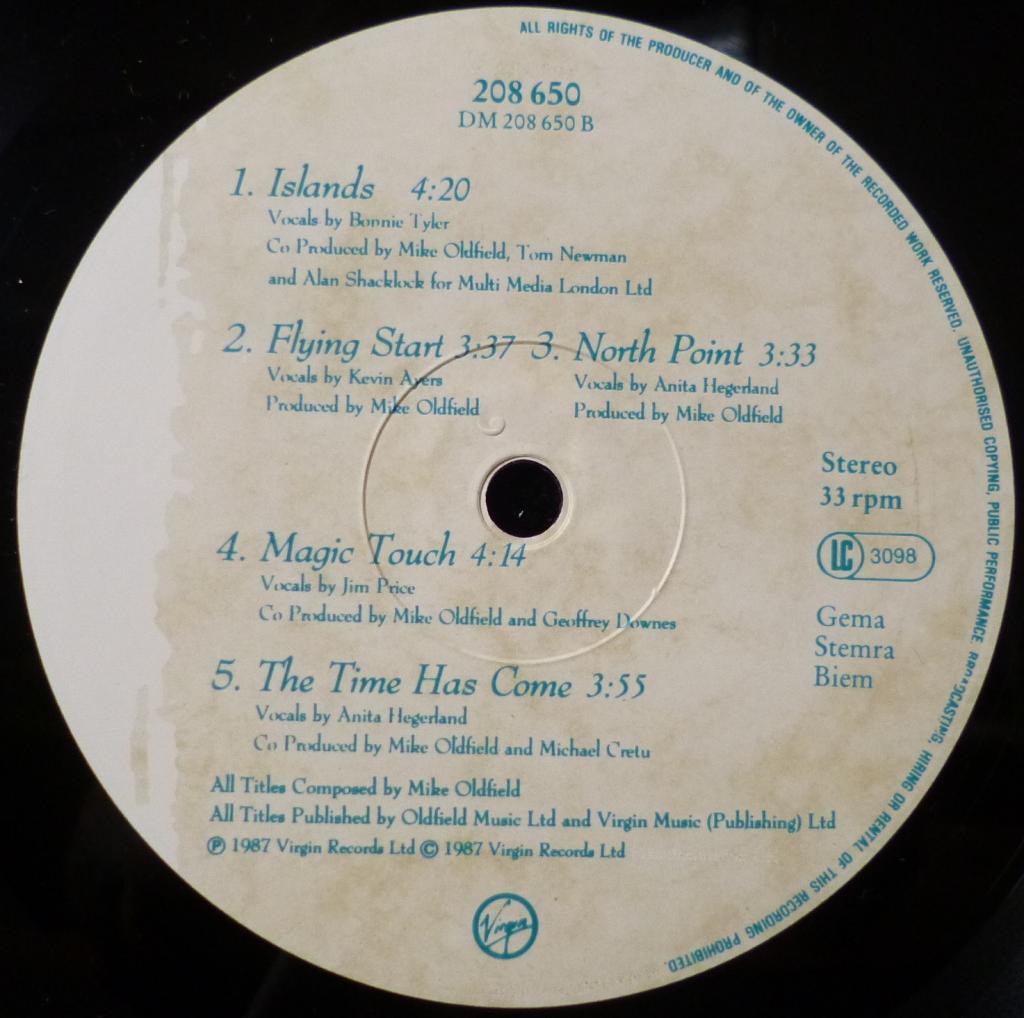 208 650
DM 208 650 B
1. Islands 4:20
Vocals by Bonnie Tyler
Co Produced by Mike Oldfield, Tom Newman
and Alan Shacklock for Multi Media London Ltd
2. Flying Start 3:37 3. North Point 3:33
Vocals by Kevin Ayers Vocals by Anita Hegerland
Produced by Mike Oldfield Produced by Mike Oldfield
Stereo
33 rpm
LC 3098
4. Magic Touch 4:14
Vocals by Jim Price
Co Produced by Mike Oldfield and Geoffrey Downes
Gema
Stemra
Biem
5. The Time Has Come 3:55
Vocals by Anita Hegerland
Co Produced by Mike Oldfield and Michael Cretu
All Titles Composed by Mike Oldfield
All Titles Published by Oldfield Music Ltd and Virgin Music (Publishing) Ltd
℗ 1987 Virgin Records Ltd © 1987 Virgin Records Ltd
Virgin
ALL RIGHTS OF THE PRODUCER AND OF THE OWNER OF THE RECORDED WORK RESERVED. UNAUTHORISED COPYING, PUBLIC PERFORMANCE, BROADCASTING, HIRING OR RENTAL OF THIS RECORDING PROHIBITED.